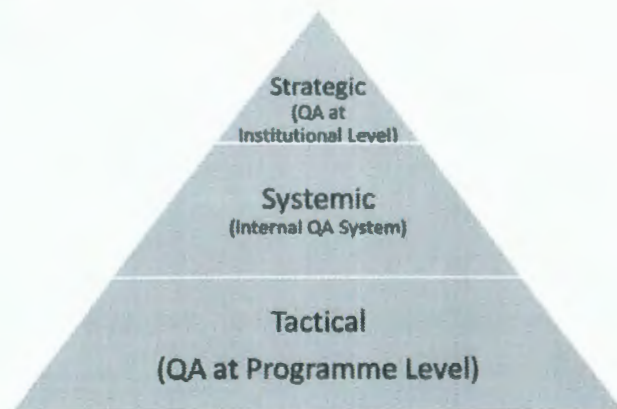 Strategic
(QA at
Institutional Level)
Systemic
(Internal QA System)
Tactical
(QA at Programme Level)